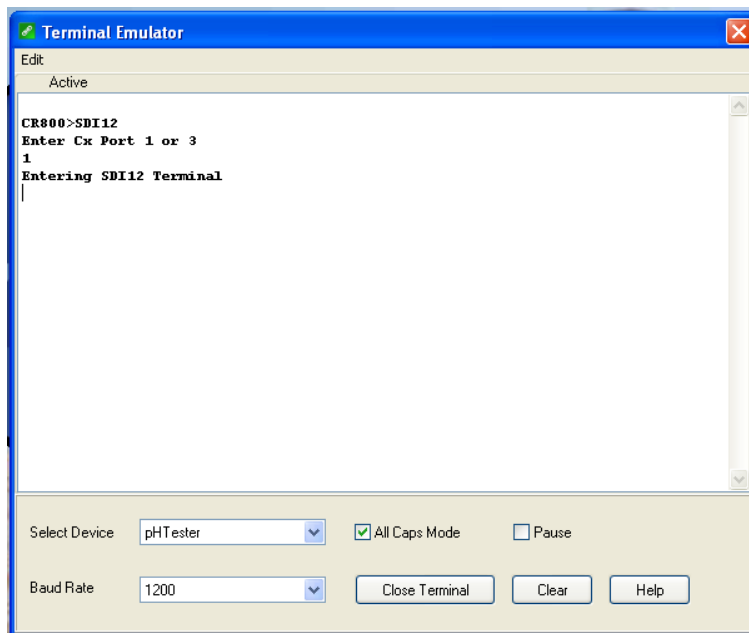 Terminal Emulator
Edit
Active
CR800>SDI12
Enter Cx Port 1 or 3
1
Entering SDI12 Terminal
Select Device pHTester All Caps Mode Pause
Baud Rate 1200 Close Terminal Clear Help